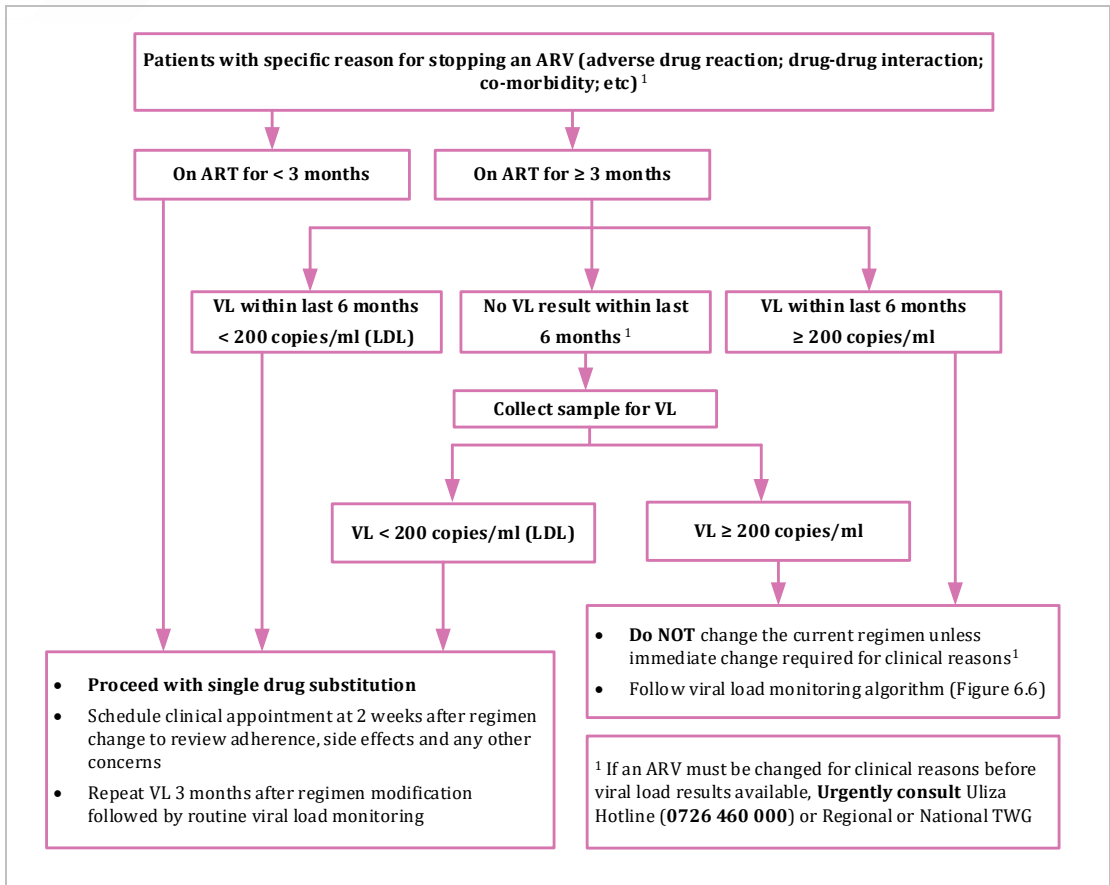 Patients with specific reason for stopping an ARV (adverse drug reaction; drug-drug interaction;
co-morbidity; etc) ¹
On ART for < 3 months
On ART for ≥ 3 months
VL within last 6 months
< 200 copies/ml (LDL)
No VL result within last
6 months ¹
VL within last 6 months
≥ 200 copies/ml
Collect sample for VL
VL < 200 copies/ml (LDL)
VL ≥ 200 copies/ml
• Proceed with single drug substitution
• Schedule clinical appointment at 2 weeks after regimen
change to review adherence, side effects and any other
concerns
• Repeat VL 3 months after regimen modification
followed by routine viral load monitoring
• Do NOT change the current regimen unless
immediate change required for clinical reasons¹
• Follow viral load monitoring algorithm (Figure 6.6)
¹ If an ARV must be changed for clinical reasons before
viral load results available, Urgently consult Uliza
Hotline (0726 460 000) or Regional or National TWG